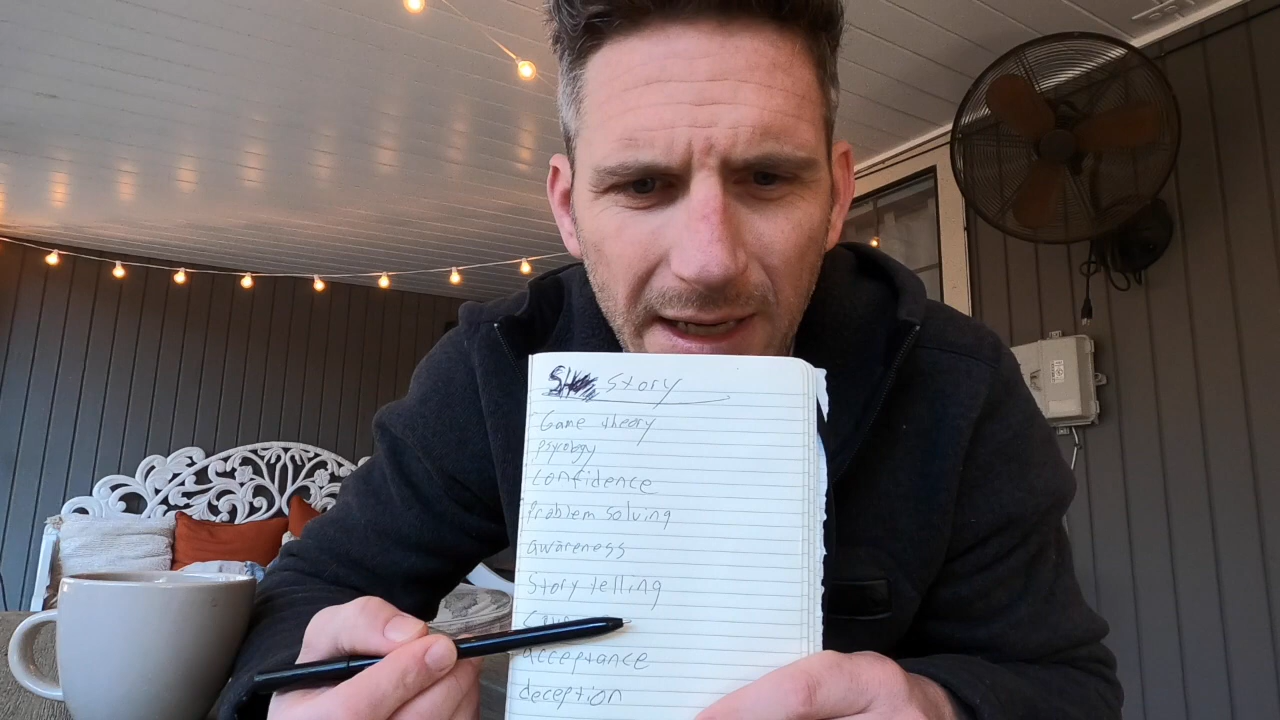 Story
Game theory
psycology
confidence
Problem solving
awareness
Story telling
acceptance
deception